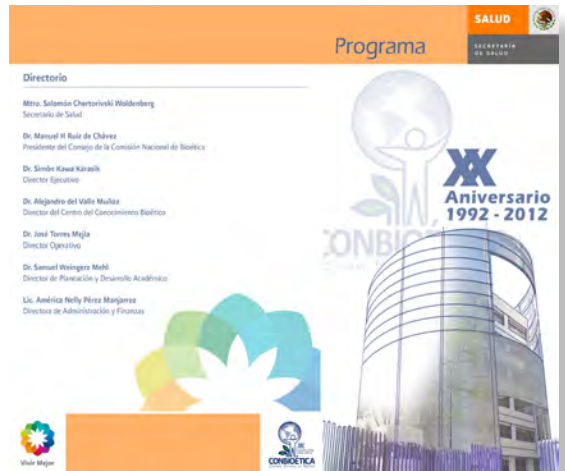 Directorio
Mtro. Salomón Chertorivski Woldenberg
Secretario de Salud
Dr. Manuel H Ruiz de Chávez
Presidente del Consejo de la Comisión Nacional de Bioética
Dr. Simón Kawa Karasik
Director Ejecutivo
Dr. Alejandro del Valle Muñoz
Director del Centro del Conocimiento Bioético
Dr. José Torres Mejía
Director Operativo
Dr. Samuel Weingerz Mehl
Director de Planeación y Desarrollo Académico
Lic. América Nelly Pérez Manjarrez
Directora de Administración y Finanzas
Vivir Mejor
CONBIOÉTICA
Programa
SALUD
SECRETARÍA
DE SALUD
XX
Aniversario
1992 - 2012
CONBIOÉ